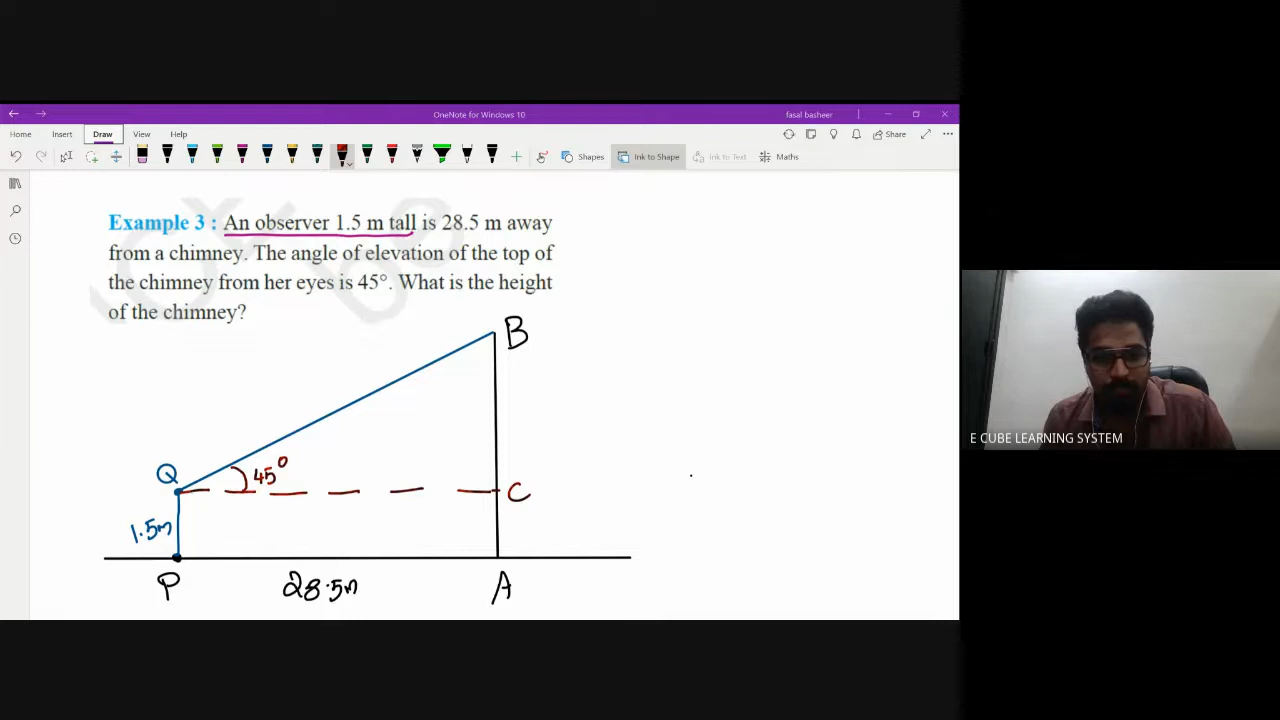 OneNote for Windows 10
fasal basheer
Home Insert Draw View Help
Share
Shapes Ink to Shape Ink to Text Maths
Example 3 : An observer 1.5 m tall is 28.5 m away
from a chimney. The angle of elevation of the top of
the chimney from her eyes is 45°. What is the height
of the chimney?
B
Q
45°
C
1.5m
P
28.5m
A
E CUBE LEARNING SYSTEM